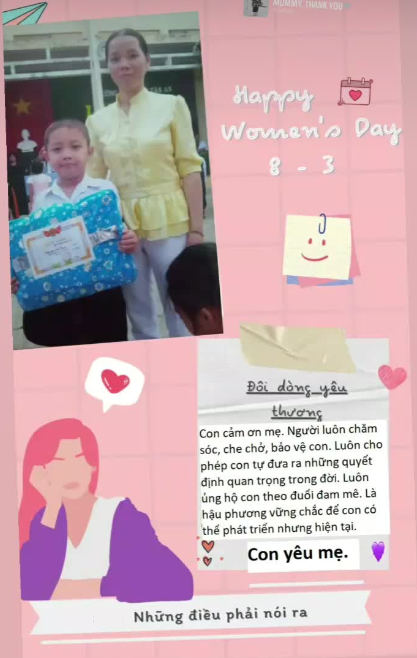 MOMMY, THANK YOU
Happy
Women's Day
8 - 3
Đôi dòng yêu
thương
Con cảm ơn mẹ. Người luôn chăm
sóc, che chở, bảo vệ con. Luôn cho
phép con tự đưa ra những quyết
định quan trọng trong đời. Luôn
ủng hộ con theo đuổi đam mê. Là
hậu phương vững chắc để con có
thể phát triển như hiện tại.
Con yêu mẹ.
Những điều phải nói ra